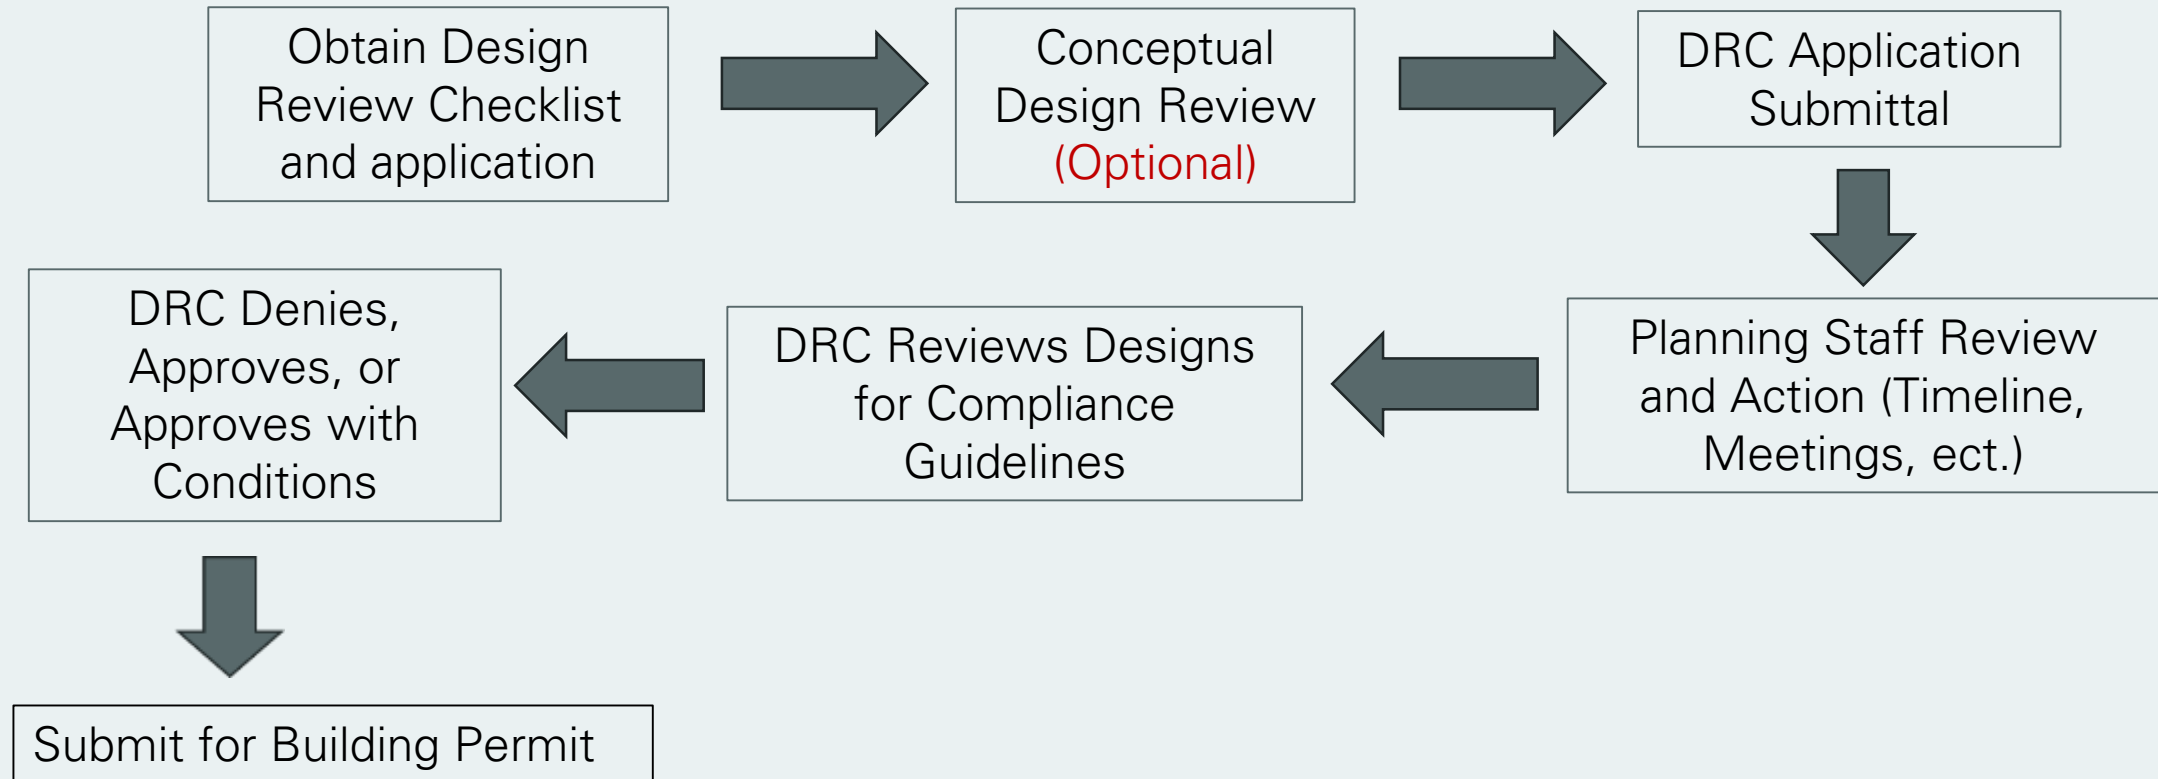 Obtain Design
Review Checklist
and application
Conceptual
Design Review
(Optional)
DRC Application
Submittal
Planning Staff Review
and Action (Timeline,
Meetings, ect.)
DRC Reviews Designs
for Compliance
Guidelines
DRC Denies,
Approves, or
Approves with
Conditions
Submit for Building Permit